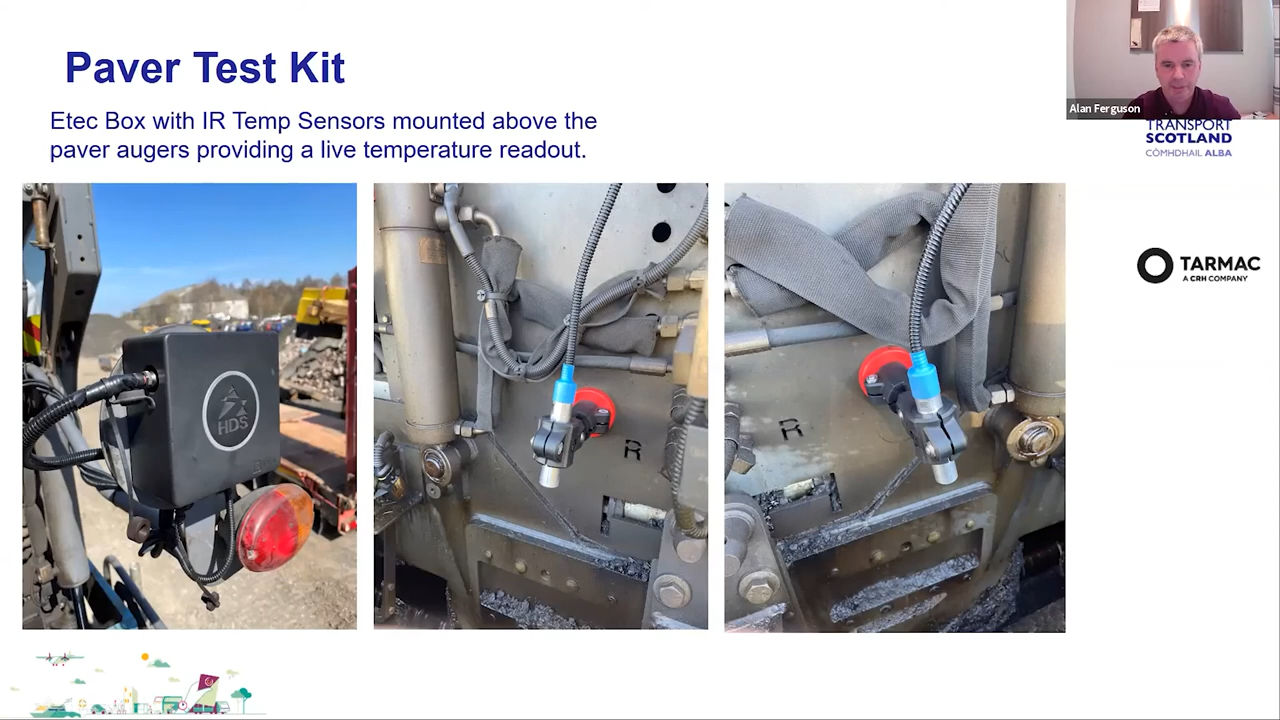 Paver Test Kit
Etec Box with IR Temp Sensors mounted above the
paver augers providing a live temperature readout.
Alan Ferguson
TRANSPORT
SCOTLAND
CÒMHDHAIL ALBA
TARMAC
A CRH COMPANY
HDS
R
R